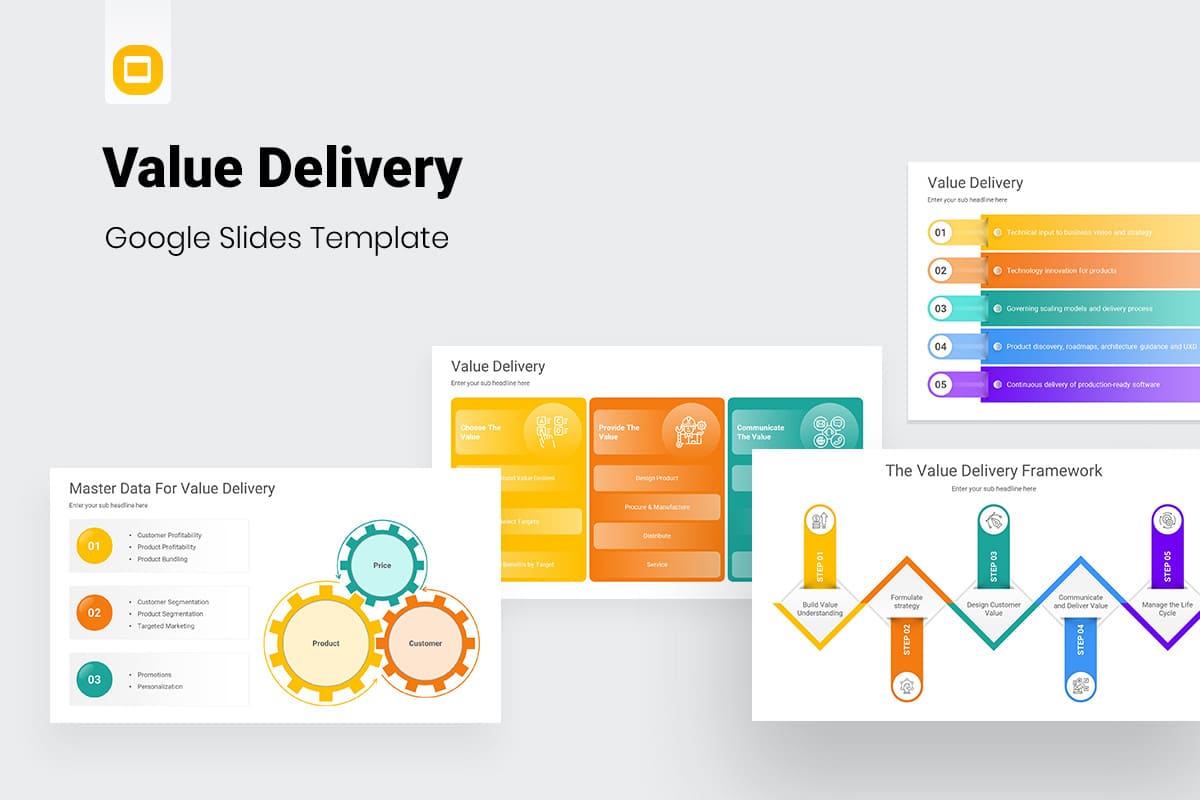 Value Delivery
Google Slides Template
Value Delivery
Enter your sub headline here
01
Technical input to business vision and strategy
02
Technology innovation for products
03
Governing scaling models and delivery process
04
Product discovery, roadmaps, architecture guidance and UXD
05
Continuous delivery of production-ready software
Value Delivery
Enter your sub headline here
Choose The
Value
Value Desired
Select Targets
Benefits by Target
Provide The
Value
Design Product
Procure & Manufacture
Distribute
Service
Communicate
The Value
Master Data For Value Delivery
Enter your sub headline here
01
• Customer Profitability
• Product Profitability
• Product Bundling
02
• Customer Segmentation
• Product Segmentation
• Targeted Marketing
03
• Promotions
• Personalization
Price
Product
Customer
The Value Delivery Framework
Enter your sub headline here
STEP 01
Build Value
Understanding
Formulate
strategy
STEP 02
STEP 03
Design Customer
Value
Communicate
and Deliver Value
STEP 04
STEP 05
Manage the Life
Cycle